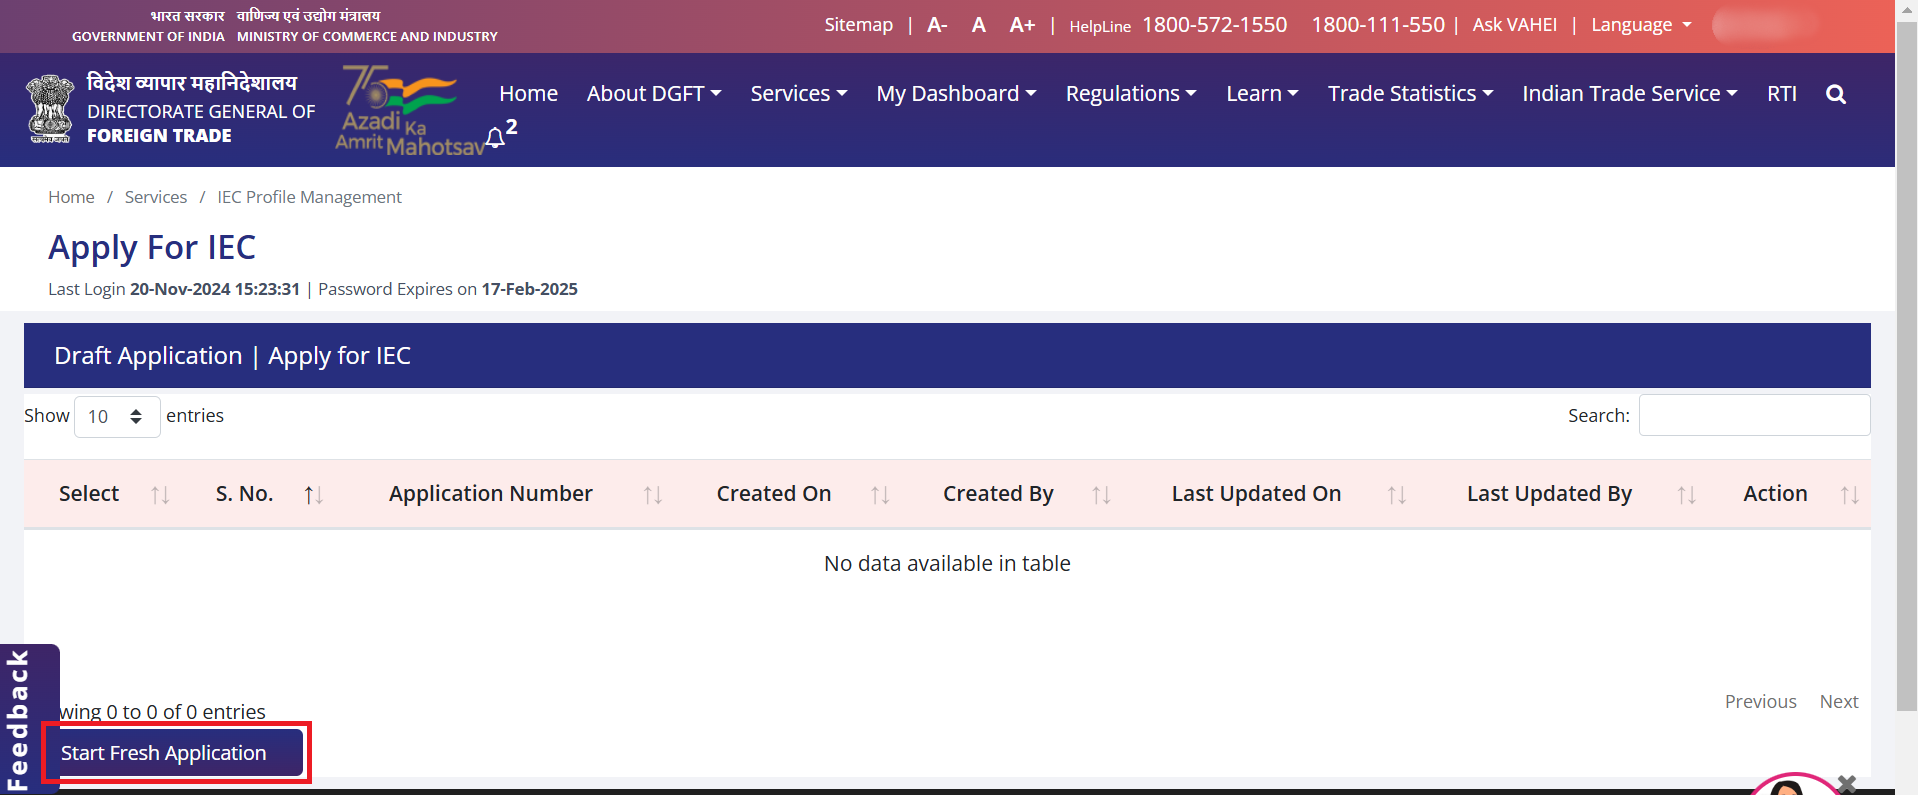 भारत सरकार वाणिज्य एवं उद्योग मंत्रालय
GOVERNMENT OF INDIA MINISTRY OF COMMERCE AND INDUSTRY
Sitemap | A- A A+ | HelpLine 1800-572-1550 1800-111-550 | Ask VAHEI | Language
विदेश व्यापार महानिदेशालय
DIRECTORATE GENERAL OF
FOREIGN TRADE
75
Azadi Ka
Amrit Mahotsav
Home About DGFT Services My Dashboard Regulations Learn Trade Statistics Indian Trade Service RTI
2
Home / Services / IEC Profile Management
Apply For IEC
Last Login 20-Nov-2024 15:23:31 | Password Expires on 17-Feb-2025
Draft Application | Apply for IEC
Show 10 entries
Search:
Select S. No. Application Number Created On Created By Last Updated On Last Updated By Action
No data available in table
wing 0 to 0 of 0 entries
Previous Next
Start Fresh Application
Feedback